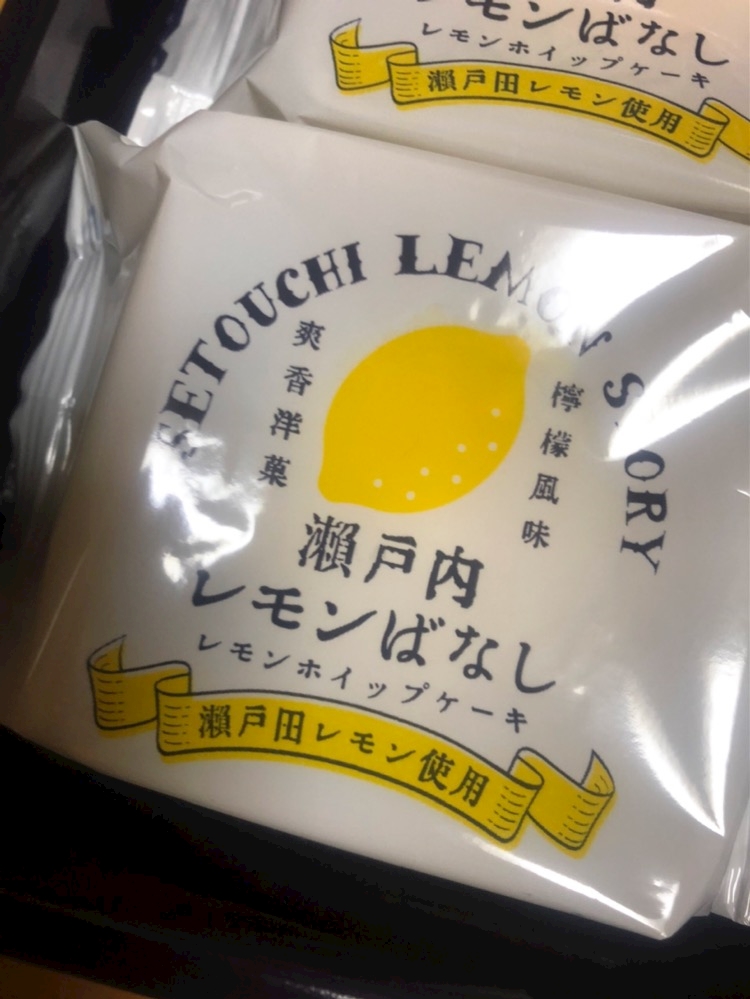 レモンばなし
レモンホイップケーキ
瀬戸田レモン使用
SETOUCHI LEMON STORY
爽香洋菓
檸檬風味
瀬戸内
レモンばなし
レモンホイップケーキ
瀬戸田レモン使用